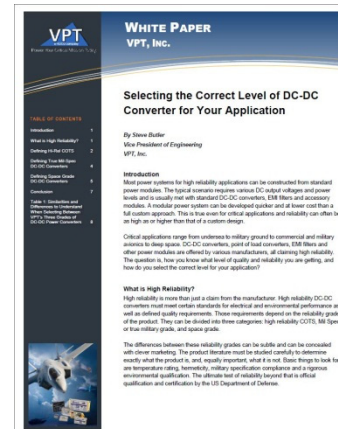 VPT
WHITE PAPER
VPT, INC.
Selecting the Correct Level of DC-DC
Converter for Your Application
By Steve Butler
Vice President of Engineering
VPT, Inc.
TABLE OF CONTENTS
Introduction 1
What is High Reliability? 1
Defining Hi-Rel COTS 2
Defining True Mil-Spec
DC-DC Converters 4
Defining Space Grade
DC-DC Converters 5
Conclusion 7
Table 1: Similarities and
Differences to Understand
When Selecting Between
VPT's Three Grades of
DC-DC Power Converters 8
Introduction
Most power systems for high reliability applications can be constructed from standard
power modules. The typical scenario requires various DC output voltages and power
levels and is usually met with standard DC-DC converters, EMI filters and accessory
modules. A modular power system can be developed quicker and at lower cost than a
full custom approach. This is true even for critical applications and reliability can often be
as high as or higher than that of a custom design.
Critical applications range from undersea to military ground to commercial and military
avionics to deep space. DC-DC converters, point of load converters, EMI filters and
other power modules are offered by various manufacturers, all claiming high reliability.
The question is, how you know what level of quality and reliability you are getting, and
how do you select the correct level for your application?
What is High Reliability?
High reliability is more than just a claim from the manufacturer. High reliability DC-DC
converters must meet certain standards for electrical and environmental performance as
well as defined quality requirements. Those requirements depend on the reliability grade
of the product. They can be divided into three categories: high reliability COTS, Mil Spec
or true military grade, and space grade.
The differences between these reliability grades can be subtle and can be concealed
with clever marketing. The product literature must be studied carefully to determine
exactly what the product is, and, equally important, what it is not. Basic things to look for
are temperature rating, hermeticity, military specification compliance and a rigorous
environmental qualification. The ultimate test of reliability beyond that is official
qualification and certification by the US Department of Defense.